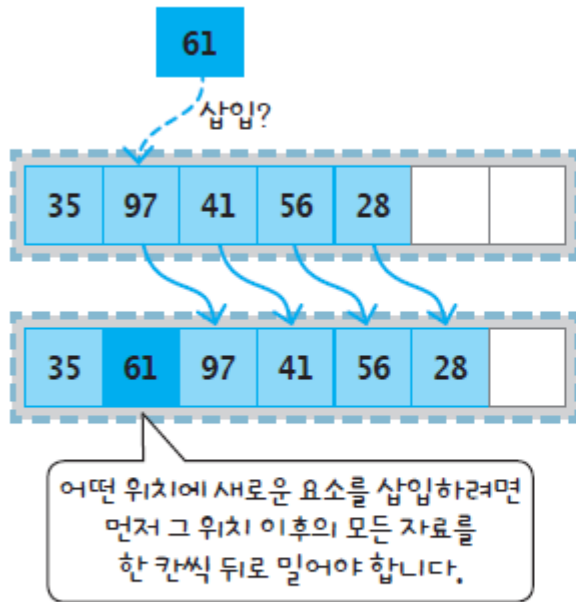 61
삽입?
35 97 41 56 28
35 61 97 41 56 28
어떤 위치에 새로운 요소를 삽입하려면
먼저 그 위치 이후의 모든 자료를
한 칸씩 뒤로 밀어야 합니다.